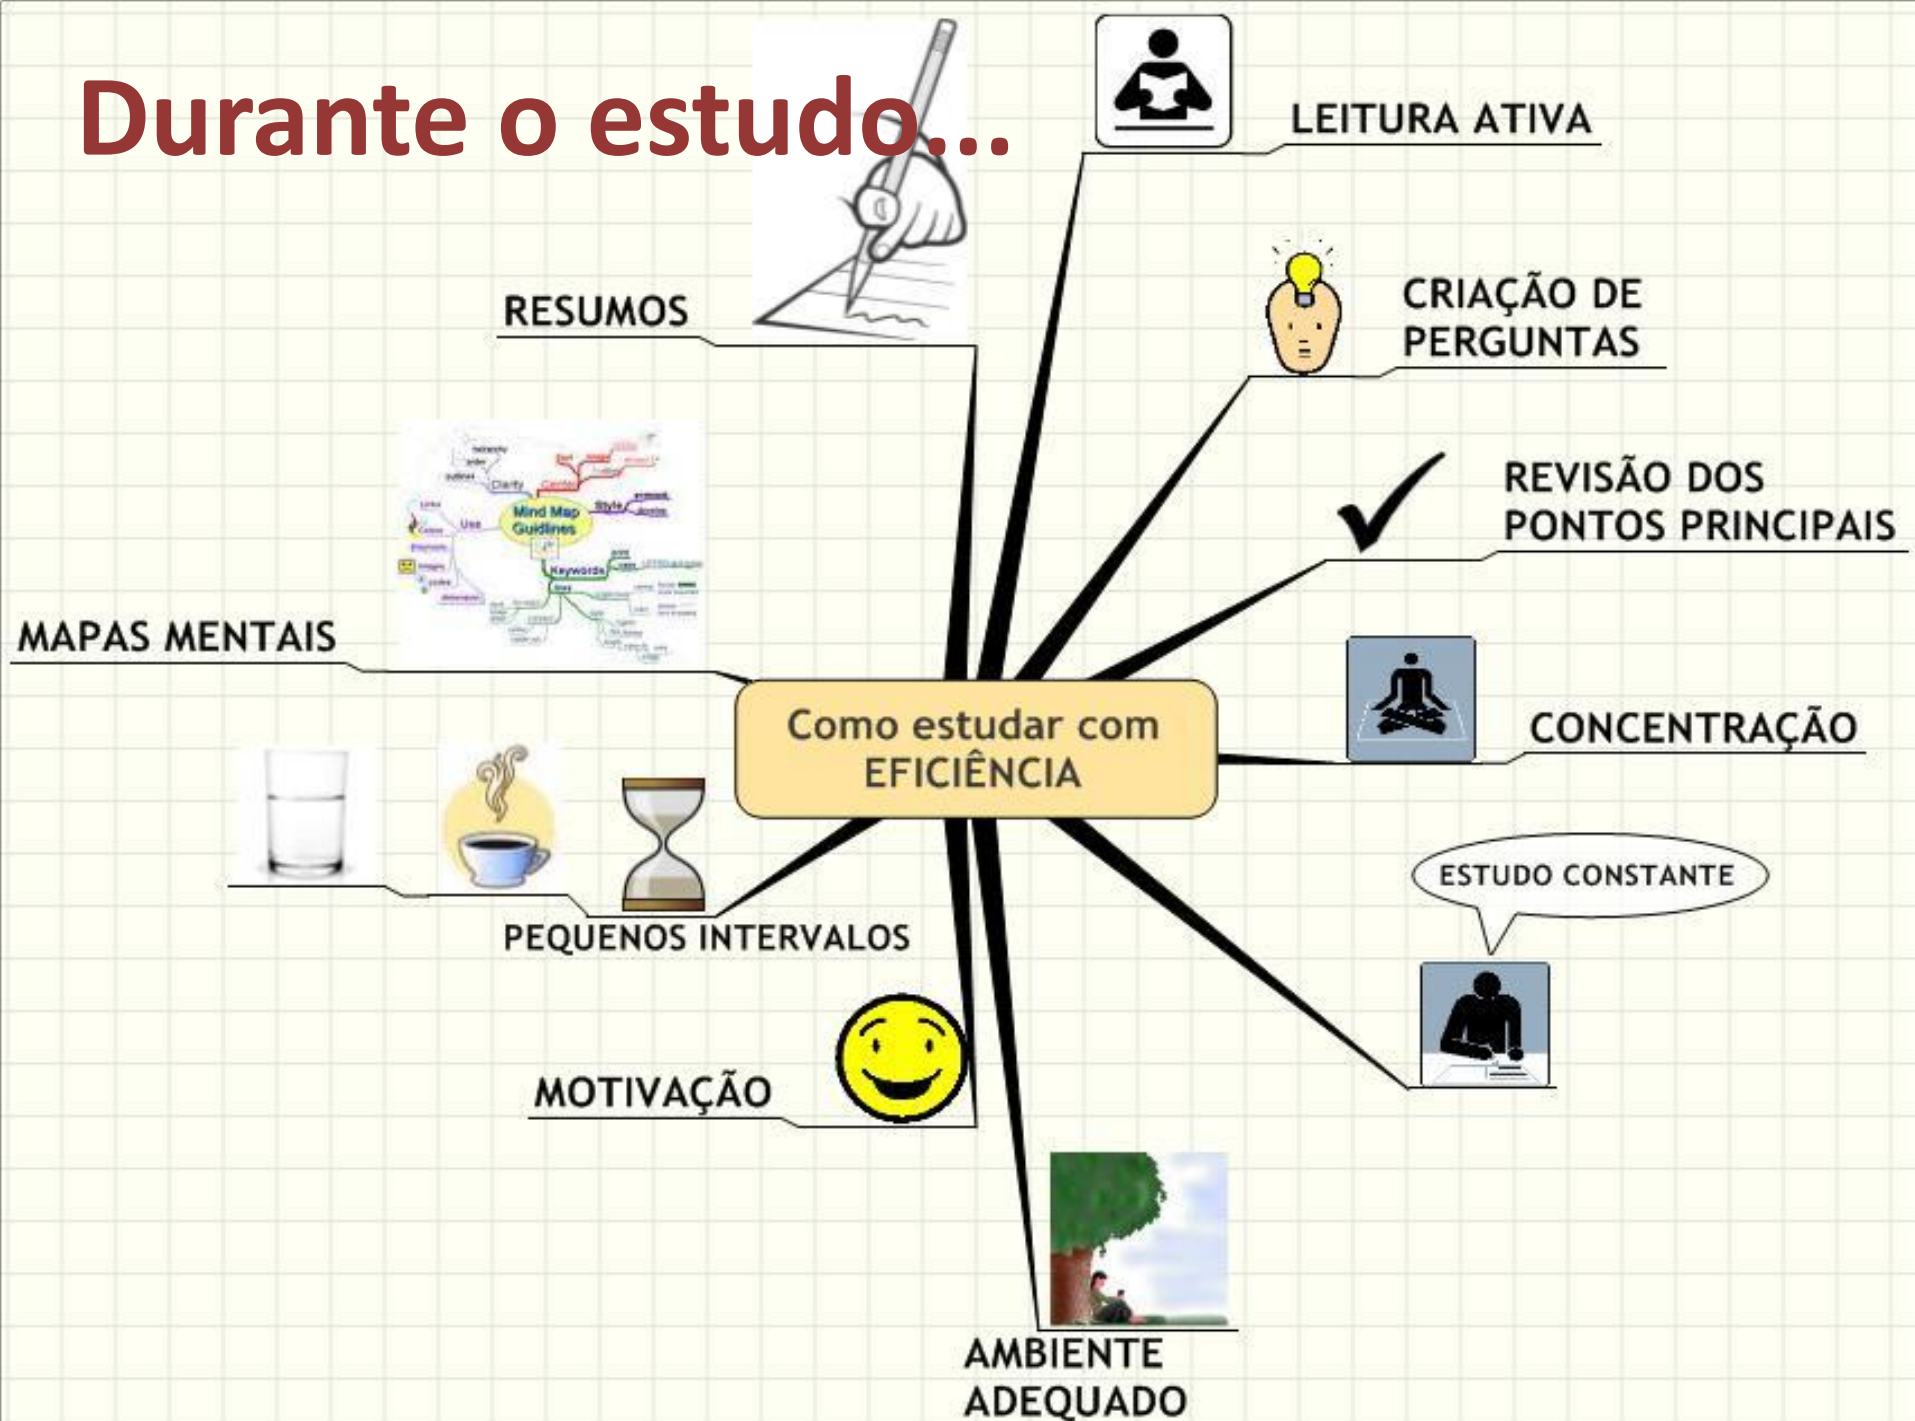 Durante o estudo...
LEITURA ATIVA
CRIAÇÃO DE
PERGUNTAS
REVISÃO DOS
PONTOS PRINCIPAIS
CONCENTRAÇÃO
ESTUDO CONSTANTE
AMBIENTE
ADEQUADO
MOTIVAÇÃO
PEQUENOS INTERVALOS
MAPAS MENTAIS
RESUMOS
Como estudar com
EFICIÊNCIA
Mind Map
Guidlines
Clarity
Center
Style
Use
Keywords